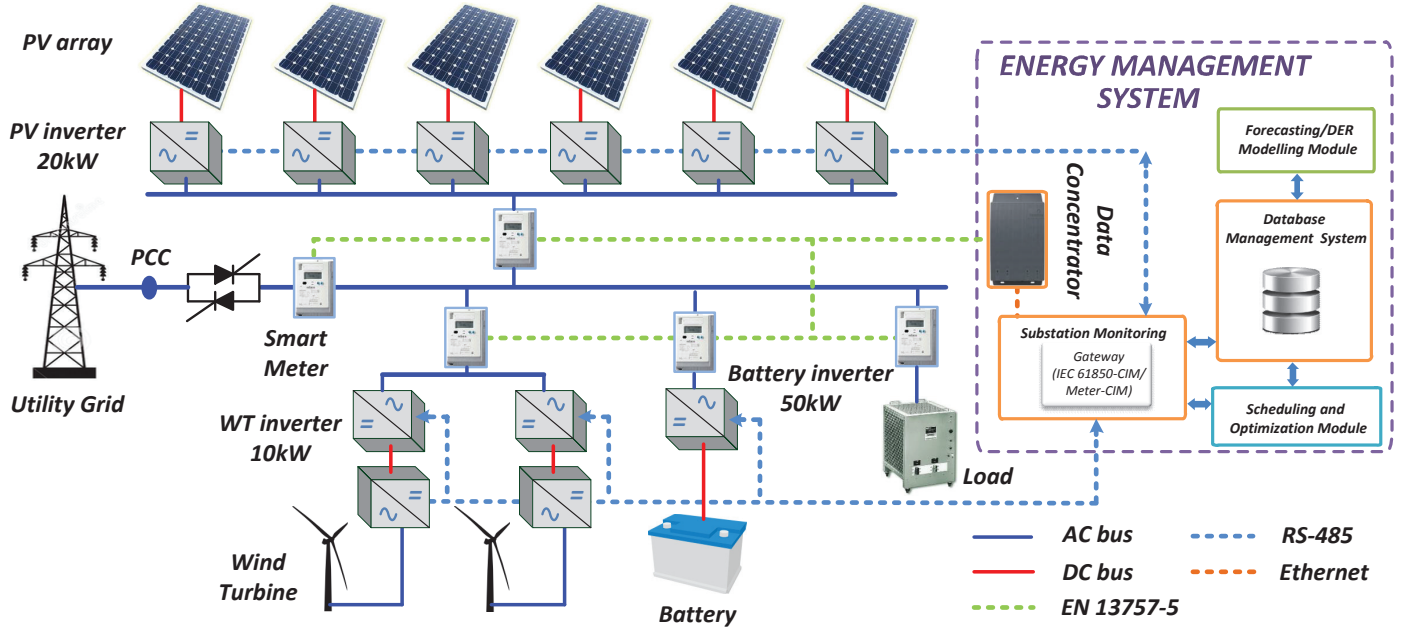 PV array
PV inverter
20kW
ENERGY MANAGEMENT
SYSTEM
Forecasting/DER
Modelling Module
Data
Concentrator
Database
Management System
PCC
Smart
Meter
Utility Grid
Substation Monitoring
Gateway
(IEC 61850-CIM/
Meter-CIM)
Scheduling and
Optimization Module
Battery inverter
50kW
WT inverter
10kW
Load
Wind
Turbine
Battery
AC bus
DC bus
EN 13757-5
RS-485
Ethernet